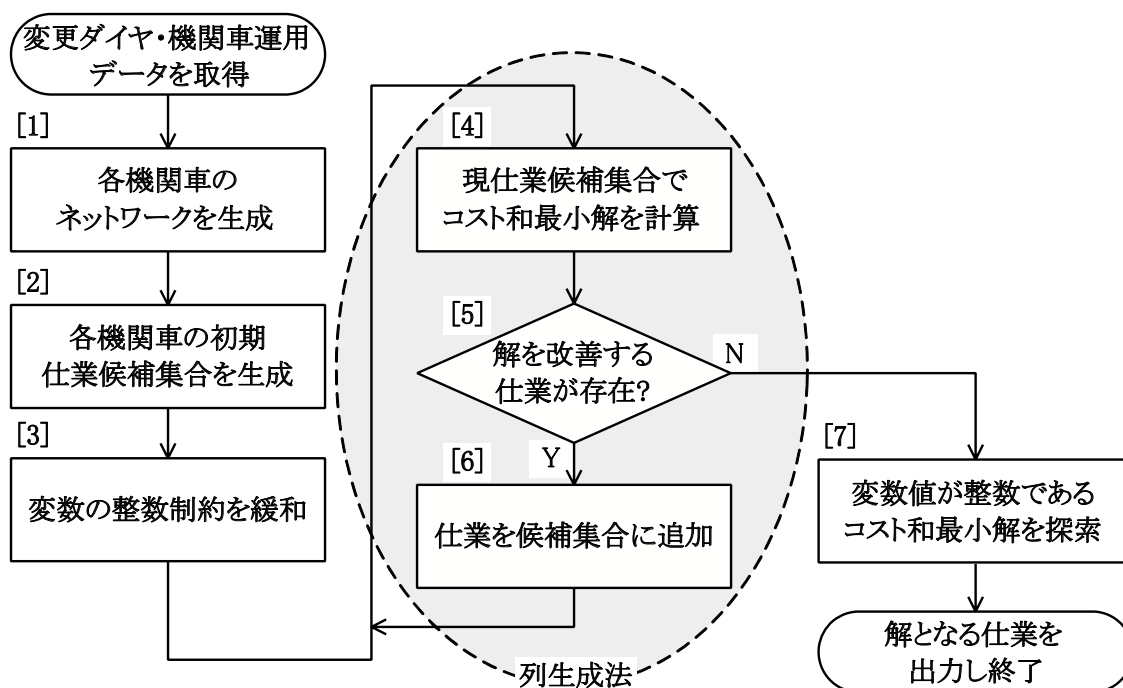 変更ダイヤ・機関車運用
データを取得
[1]
各機関車の
ネットワークを生成
[2]
各機関車の初期
仕業候補集合を生成
[3]
変数の整数制約を緩和
[4]
現仕業候補集合で
コスト和最小解を計算
[5]
解を改善する
仕業が存在?
N
Y
[6]
仕業を候補集合に追加
列生成法
[7]
変数値が整数である
コスト和最小解を探索
解となる仕業を
出力し終了